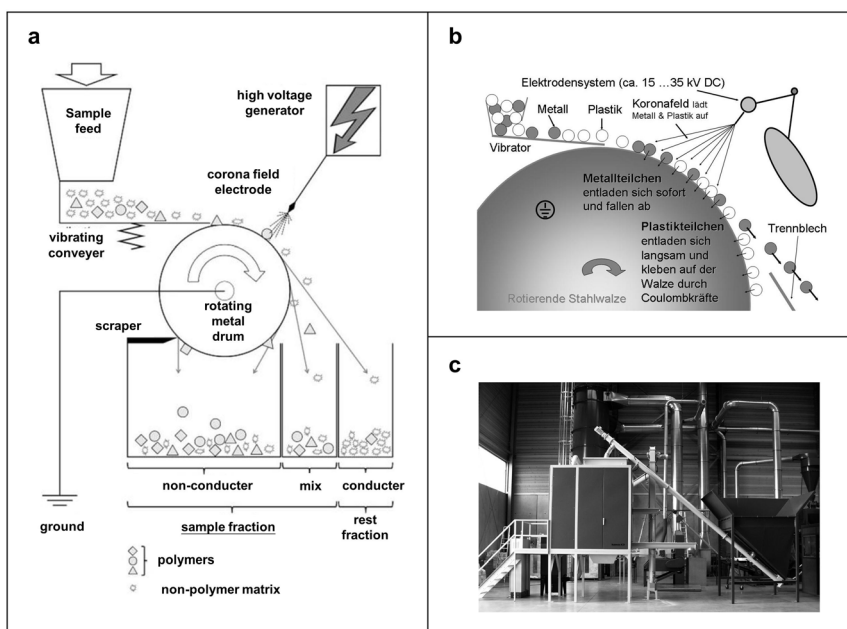 a
Sample
feed
high voltage
generator
corona field
electrode
vibrating
conveyer
rotating
metal
drum
scraper
non-conducter
mix
conducter
ground
sample fraction
rest
fraction
polymers
non-polymer matrix
b
Elektrodensystem (ca. 15 ...35 kV DC)
Metall
Plastik
Koronafeld lädt
Metall & Plastik auf
Vibrator
Metallteilchen
entladen sich sofort
und fallen ab
Plastikteilchen
entladen sich
langsam und
kleben auf der
Walze durch
Coulombkräfte
Trennblech
Rotierende Stahlwalze
c